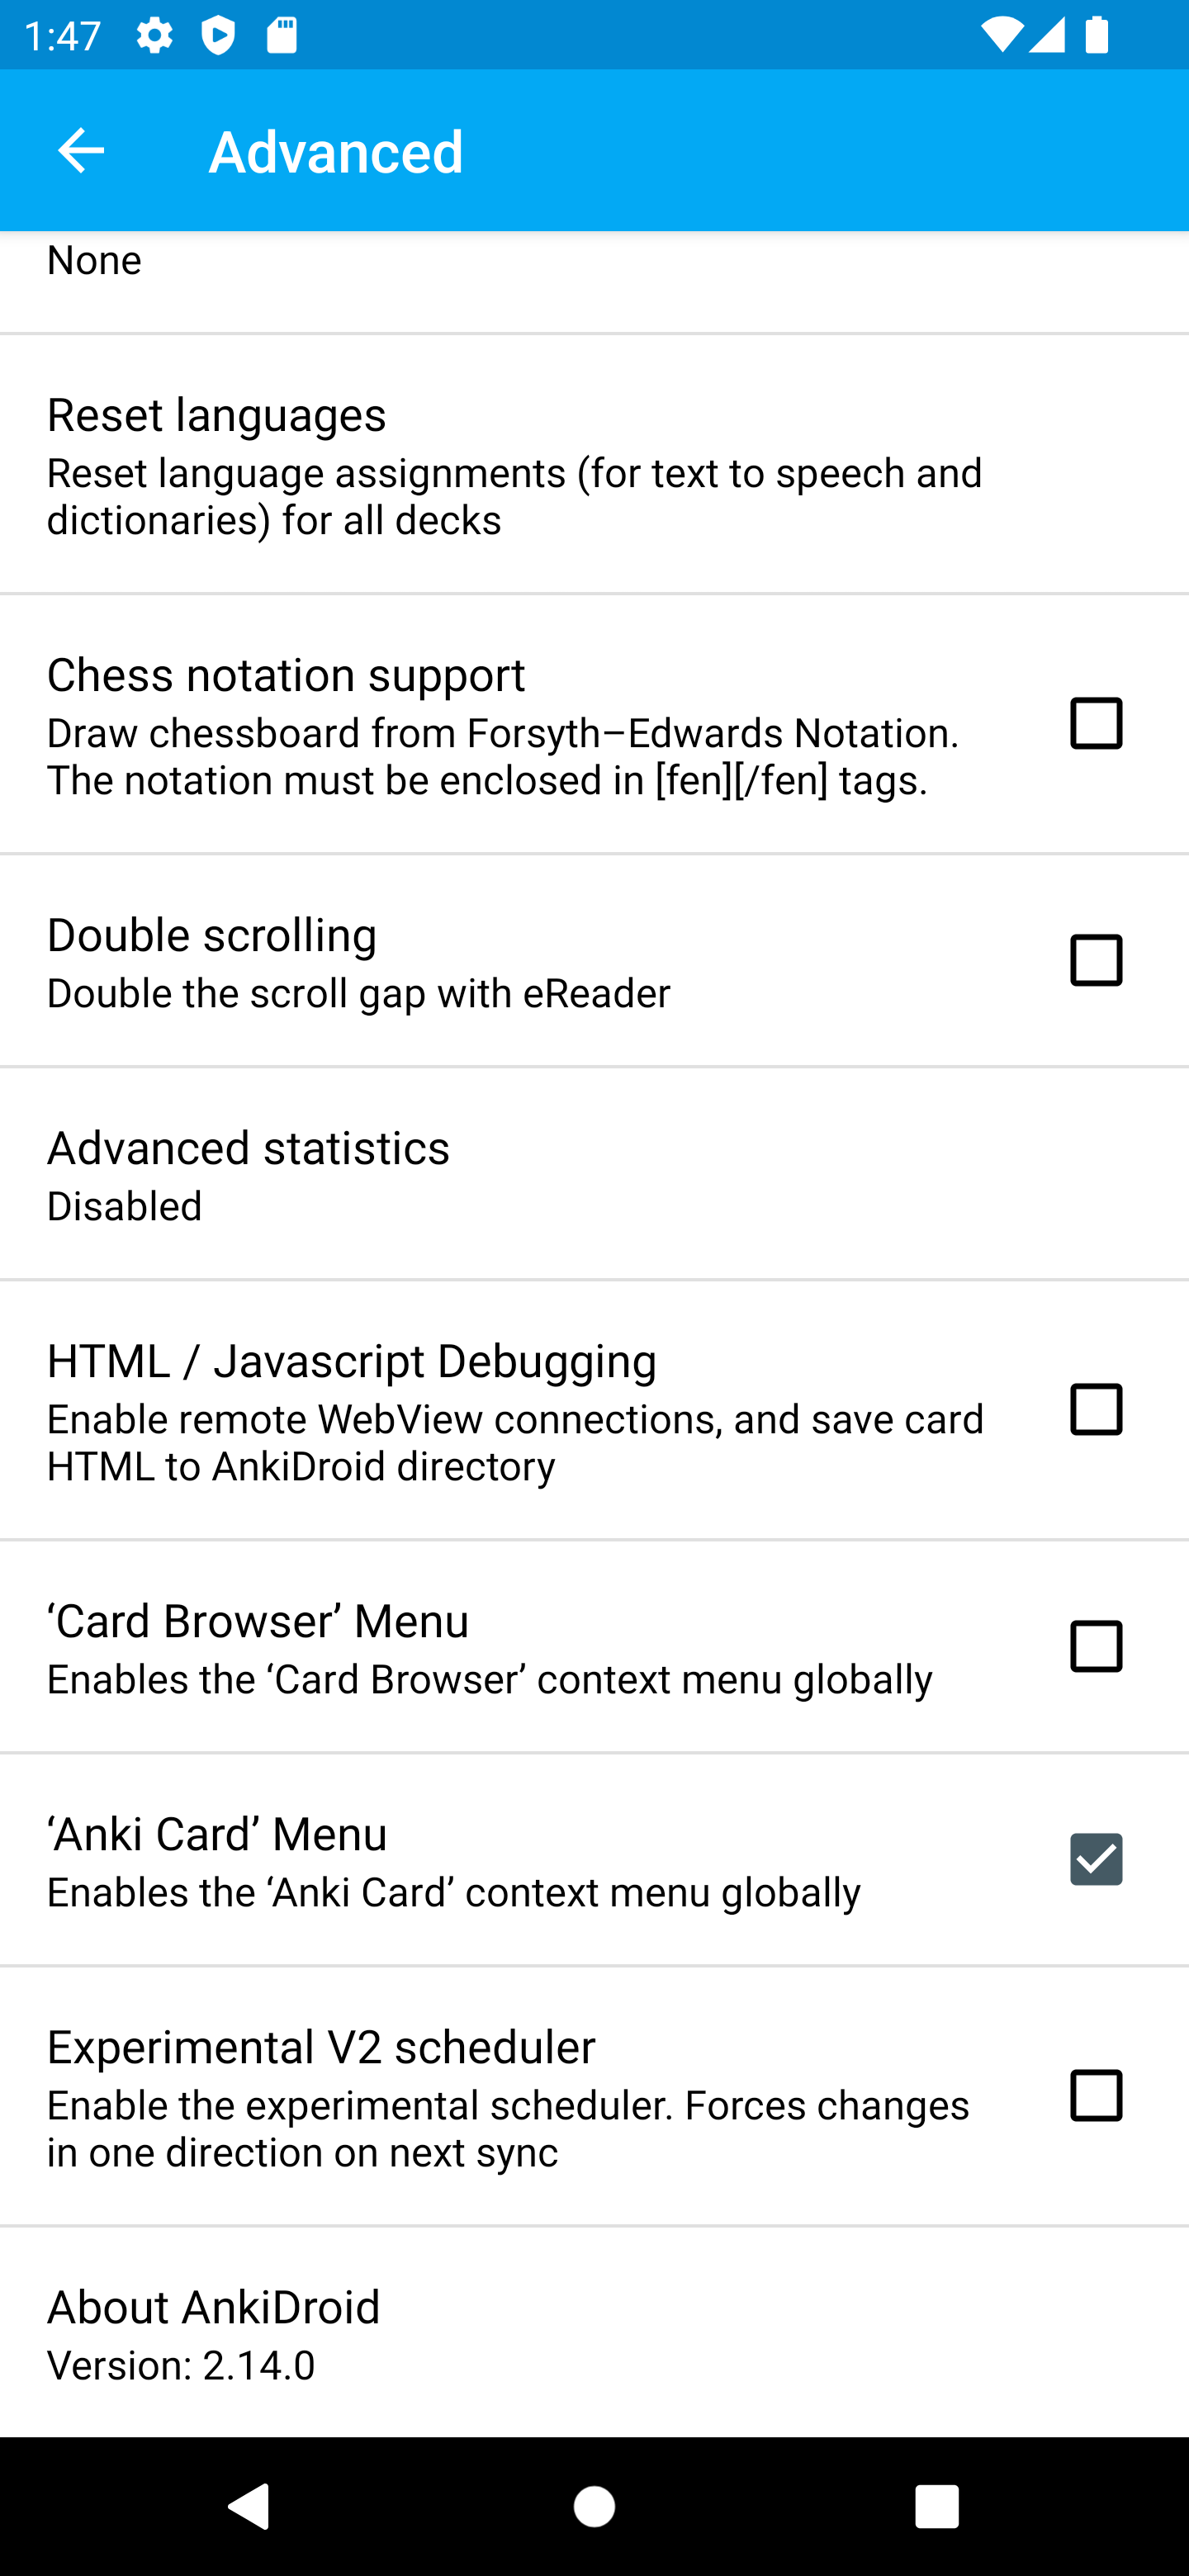 1:47
Advanced
None
Reset languages
Reset language assignments (for text to speech and
dictionaries) for all decks
Chess notation support
Draw chessboard from Forsyth–Edwards Notation.
The notation must be enclosed in [fen][/fen] tags.
Double scrolling
Double the scroll gap with eReader
Advanced statistics
Disabled
HTML / Javascript Debugging
Enable remote WebView connections, and save card
HTML to AnkiDroid directory
‘Card Browser’ Menu
Enables the ‘Card Browser’ context menu globally
‘Anki Card’ Menu
Enables the ‘Anki Card’ context menu globally
Experimental V2 scheduler
Enable the experimental scheduler. Forces changes
in one direction on next sync
About AnkiDroid
Version: 2.14.0